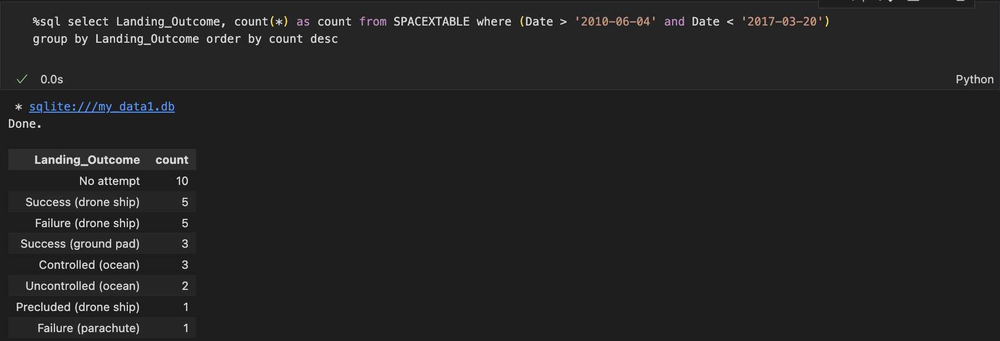 %sql select Landing_Outcome, count(*) as count from SPACEXTABLE where (Date > '2010-06-04' and Date < '2017-03-20')
group by Landing_Outcome order by count desc
0.0s
Python
* sqlite:///my_data1.db
Done.
Landing_Outcome count
No attempt 10
Success (drone ship) 5
Failure (drone ship) 5
Success (ground pad) 3
Controlled (ocean) 3
Uncontrolled (ocean) 2
Precluded (drone ship) 1
Failure (parachute) 1